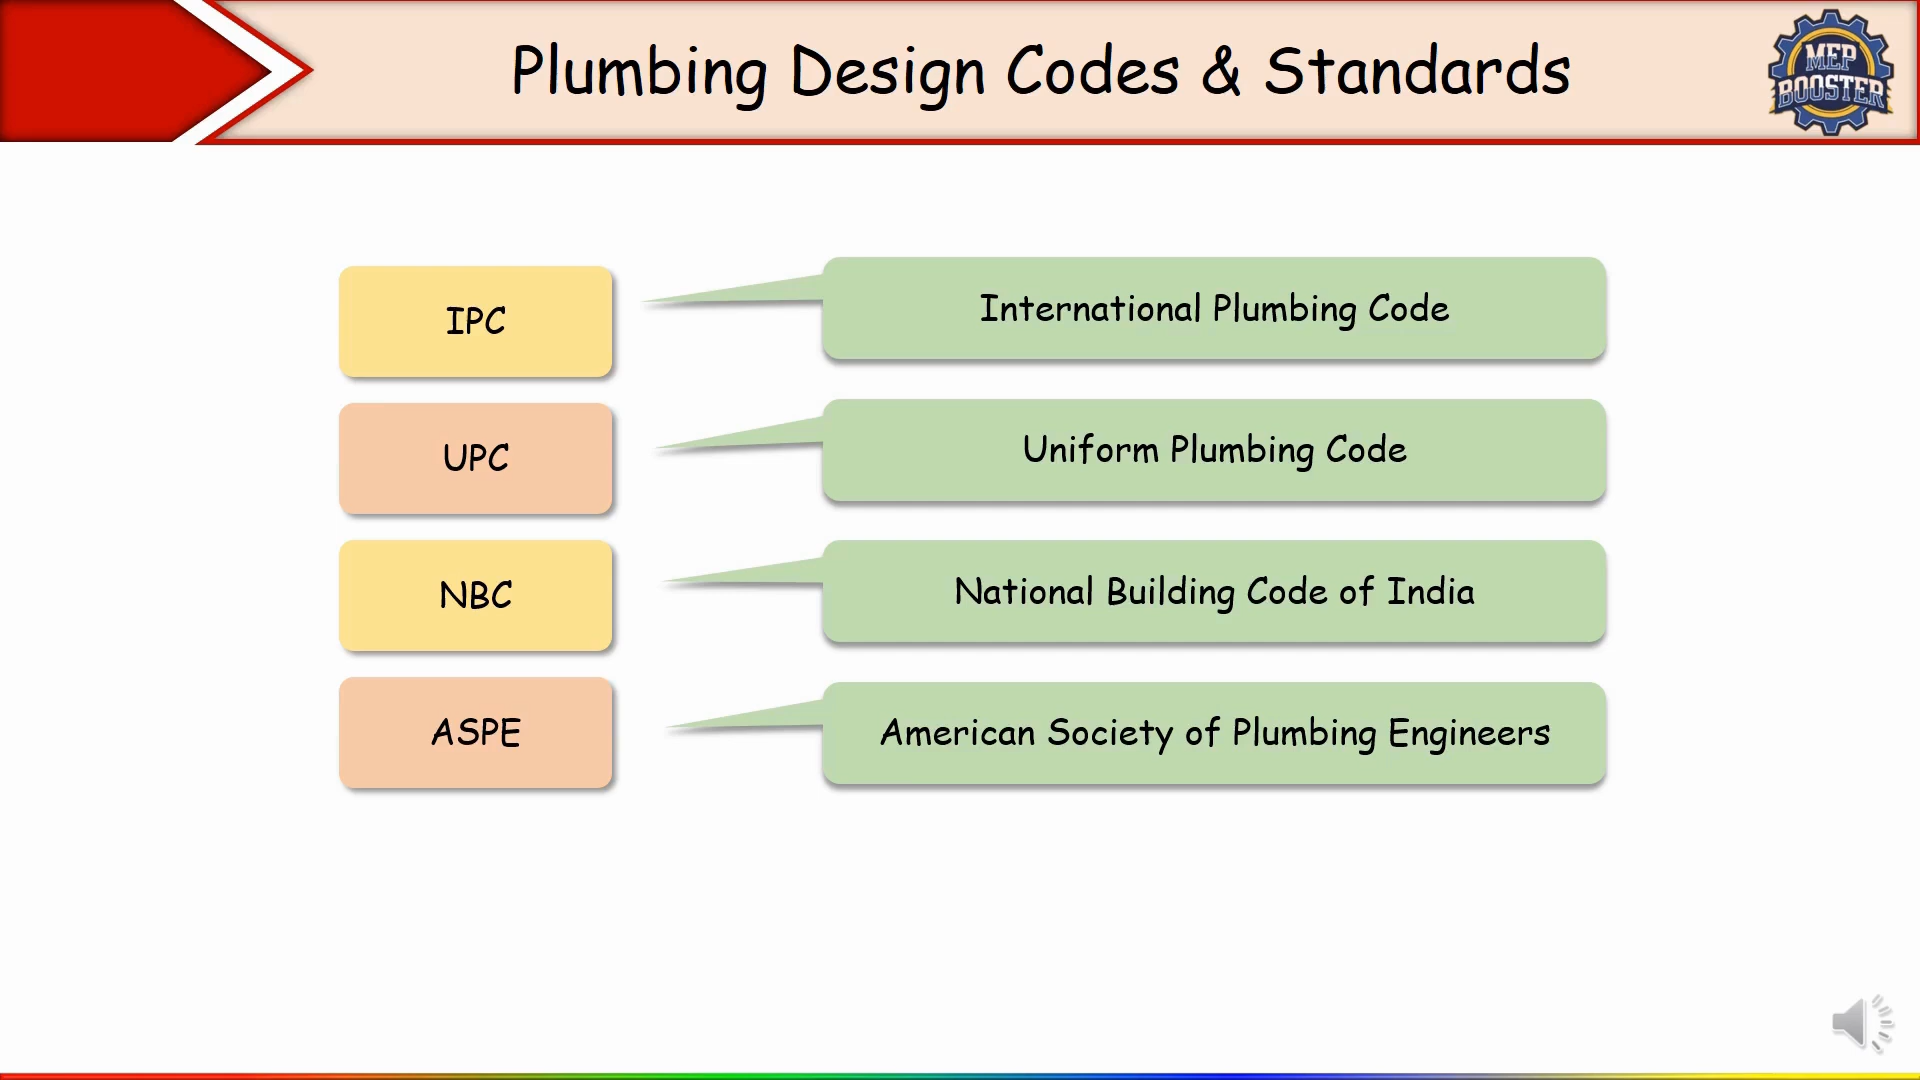 Plumbing Design Codes & Standards
MEP
BOOSTER
IPC
International Plumbing Code
UPC
Uniform Plumbing Code
NBC
National Building Code of India
ASPE
American Society of Plumbing Engineers